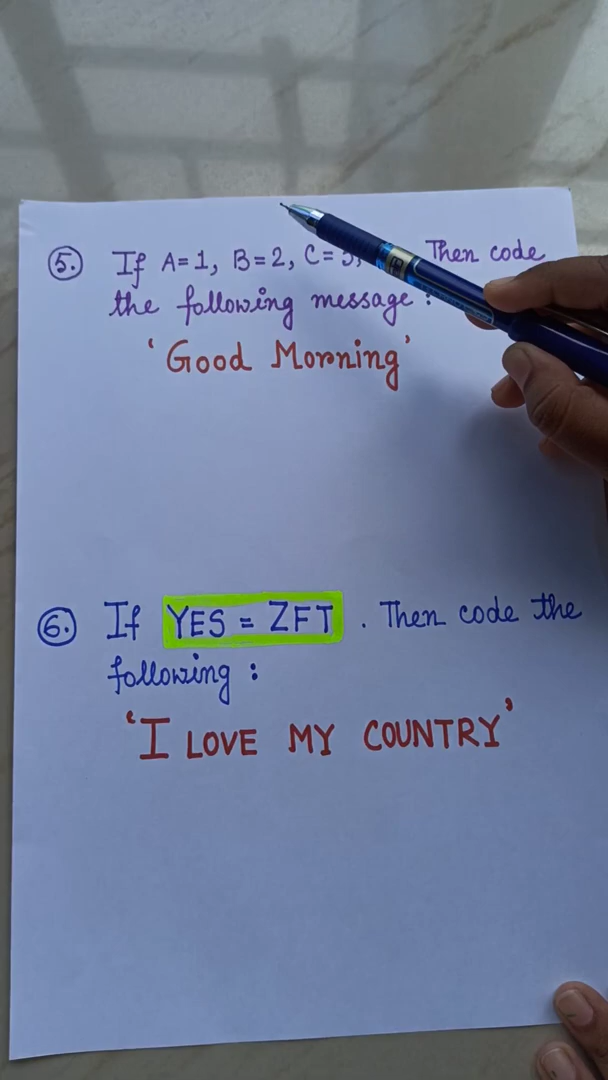 5. If A=1, B=2, C=3, Then code
the following message :
'Good Morning'
6. If YES = ZFT . Then code the
following :
'I LOVE MY COUNTRY'